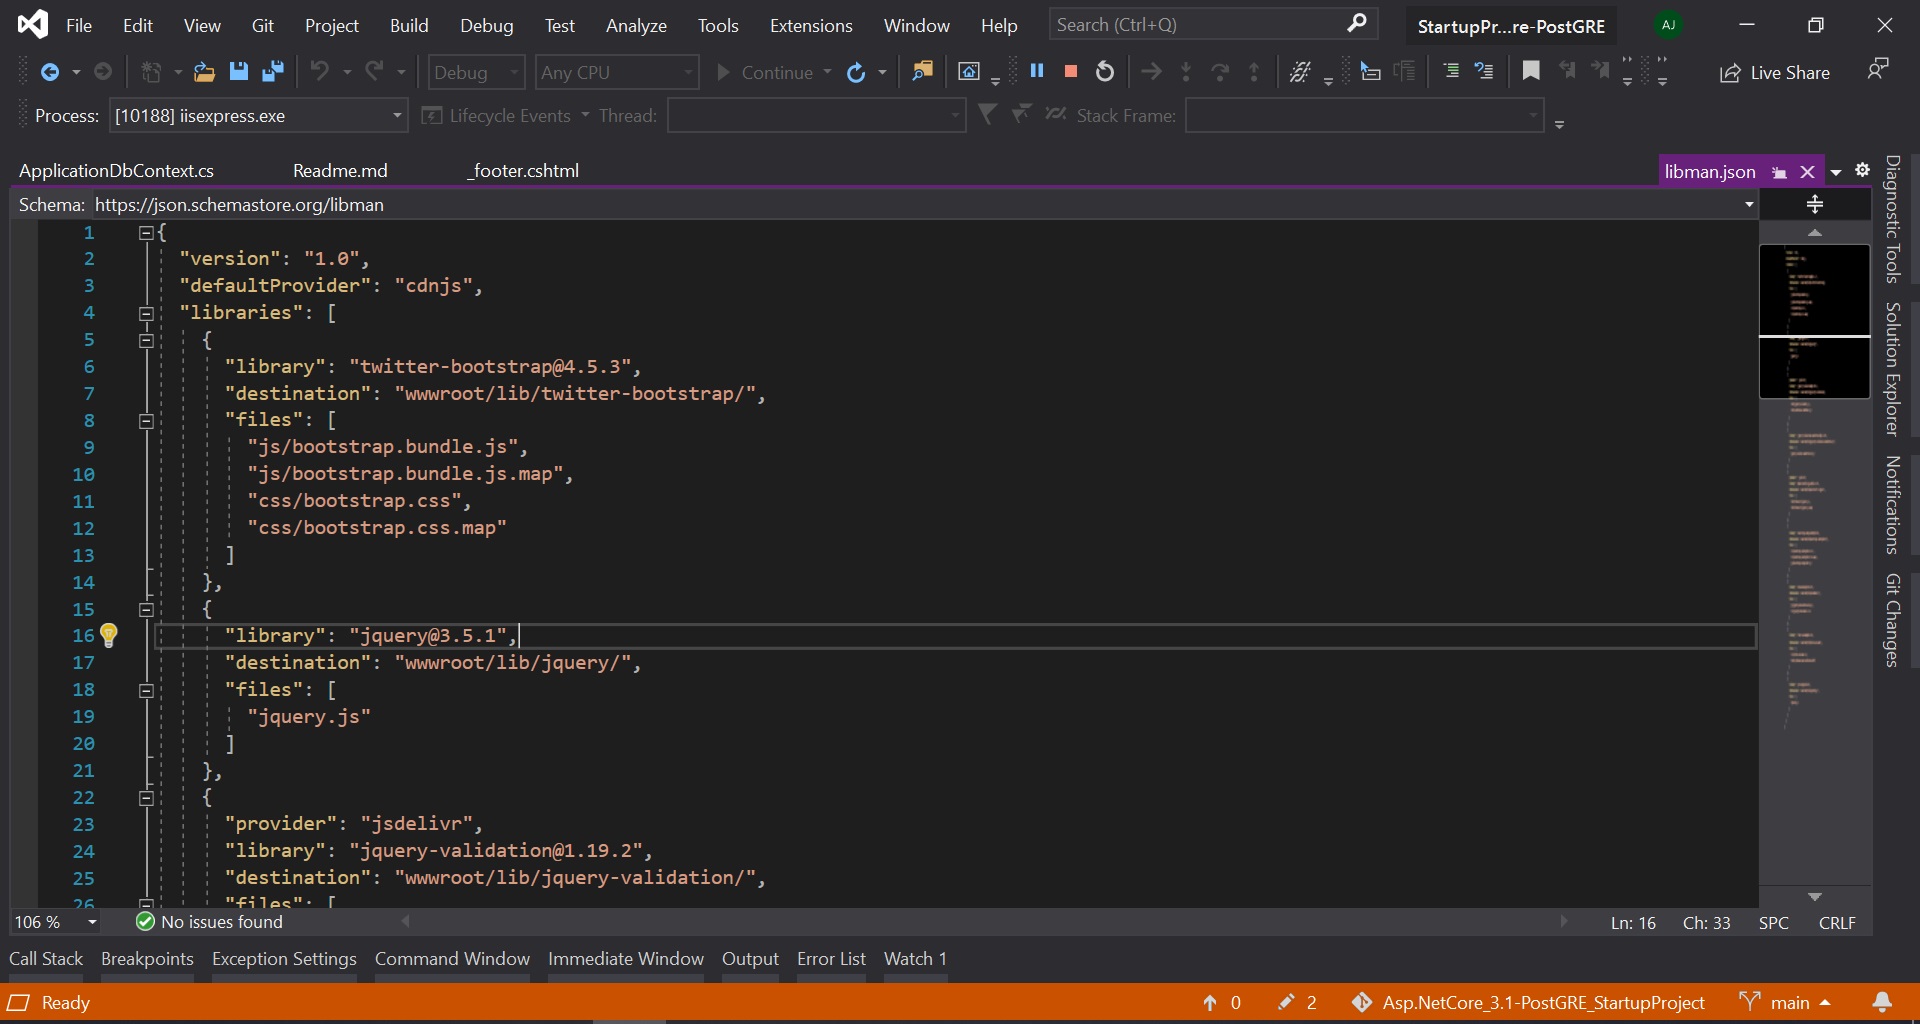 File Edit View Git Project Build Debug Test Analyze Tools Extensions Window Help Search (Ctrl+Q) StartupPr...re-PostGRE AJ
Debug Any CPU Continue Live Share
Process: [10188] iisexpress.exe Lifecycle Events Thread: Stack Frame:
ApplicationDbContext.cs Readme.md _footer.cshtml libman.json
Schema: https://json.schemastore.org/libman
1 {
2 "version": "1.0",
3 "defaultProvider": "cdnjs",
4 "libraries": [
5 {
6 "library": "twitter-bootstrap@4.5.3",
7 "destination": "wwwroot/lib/twitter-bootstrap/",
8 "files": [
9 "js/bootstrap.bundle.js",
10 "js/bootstrap.bundle.js.map",
11 "css/bootstrap.css",
12 "css/bootstrap.css.map"
13 ]
14 },
15 {
16 "library": "jquery@3.5.1",
17 "destination": "wwwroot/lib/jquery/",
18 "files": [
19 "jquery.js"
20 ]
21 },
22 {
23 "provider": "jsdelivr",
24 "library": "jquery-validation@1.19.2",
25 "destination": "wwwroot/lib/jquery-validation/",
26 "files": [
Diagnostic Tools
Solution Explorer
Notifications
Git Changes
106 % No issues found Ln: 16 Ch: 33 SPC CRLF
Call Stack Breakpoints Exception Settings Command Window Immediate Window Output Error List Watch 1
Ready 0 2 Asp.NetCore_3.1-PostGRE_StartupProject main